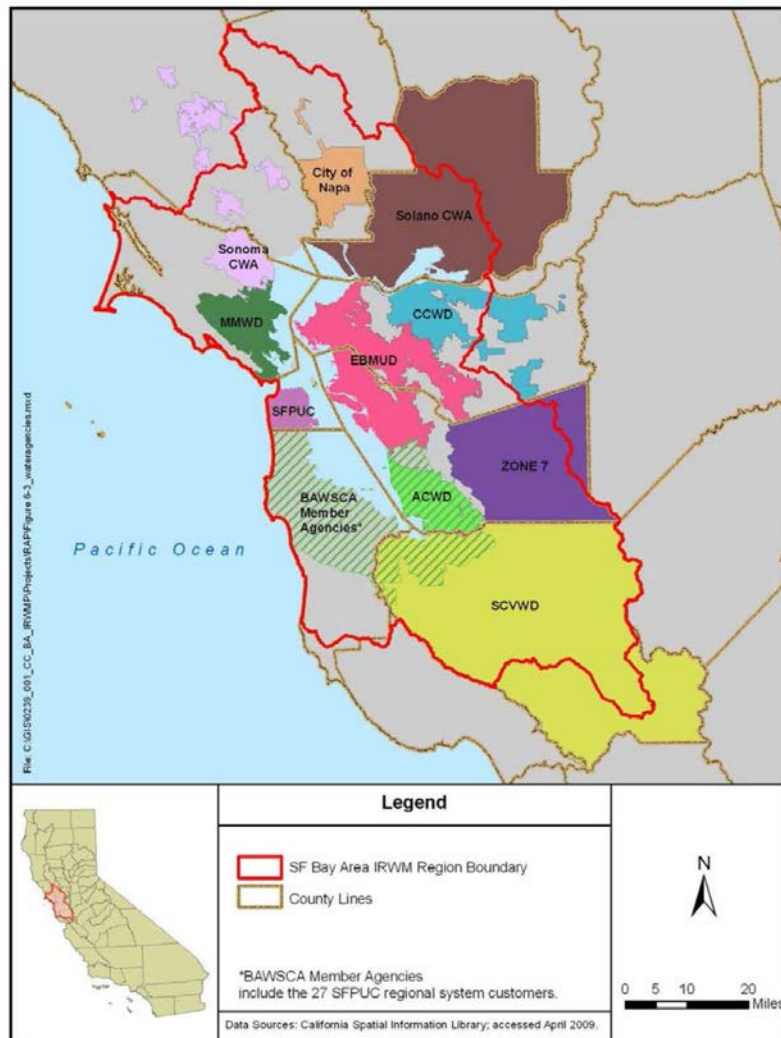 City of
Napa
Solano CWA
Sonoma
CWA
MMWD
CCWD
EBMUD
SFPUC
ZONE 7
ACWD
BAWSCA
Member
Agencies*
Pacific Ocean
SCVWD
File: C:\GIS\0239_001_CC_BA_IRWMP\Projects\RAP\Figure 6-3_wateragencies.mxd
Legend
SF Bay Area IRWM Region Boundary
County Lines
*BAWSCA Member Agencies
include the 27 SFPUC regional system customers.
Data Sources: California Spatial Information Library; accessed April 2009.
N
0 5 10 20
Miles